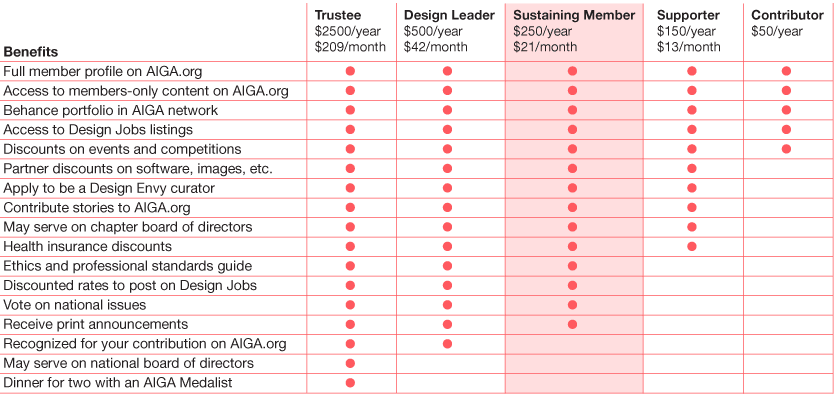 Trustee Design Leader Sustaining Member Supporter Contributor
$2500/year $500/year $250/year $150/year $50/year
$209/month $42/month $21/month $13/month
Benefits
Full member profile on AIGA.org
Access to members-only content on AIGA.org
Behance portfolio in AIGA network
Access to Design Jobs listings
Discounts on events and competitions
Partner discounts on software, images, etc.
Apply to be a Design Envy curator
Contribute stories to AIGA.org
May serve on chapter board of directors
Health insurance discounts
Ethics and professional standards guide
Discounted rates to post on Design Jobs
Vote on national issues
Receive print announcements
Recognized for your contribution on AIGA.org
May serve on national board of directors
Dinner for two with an AIGA Medalist